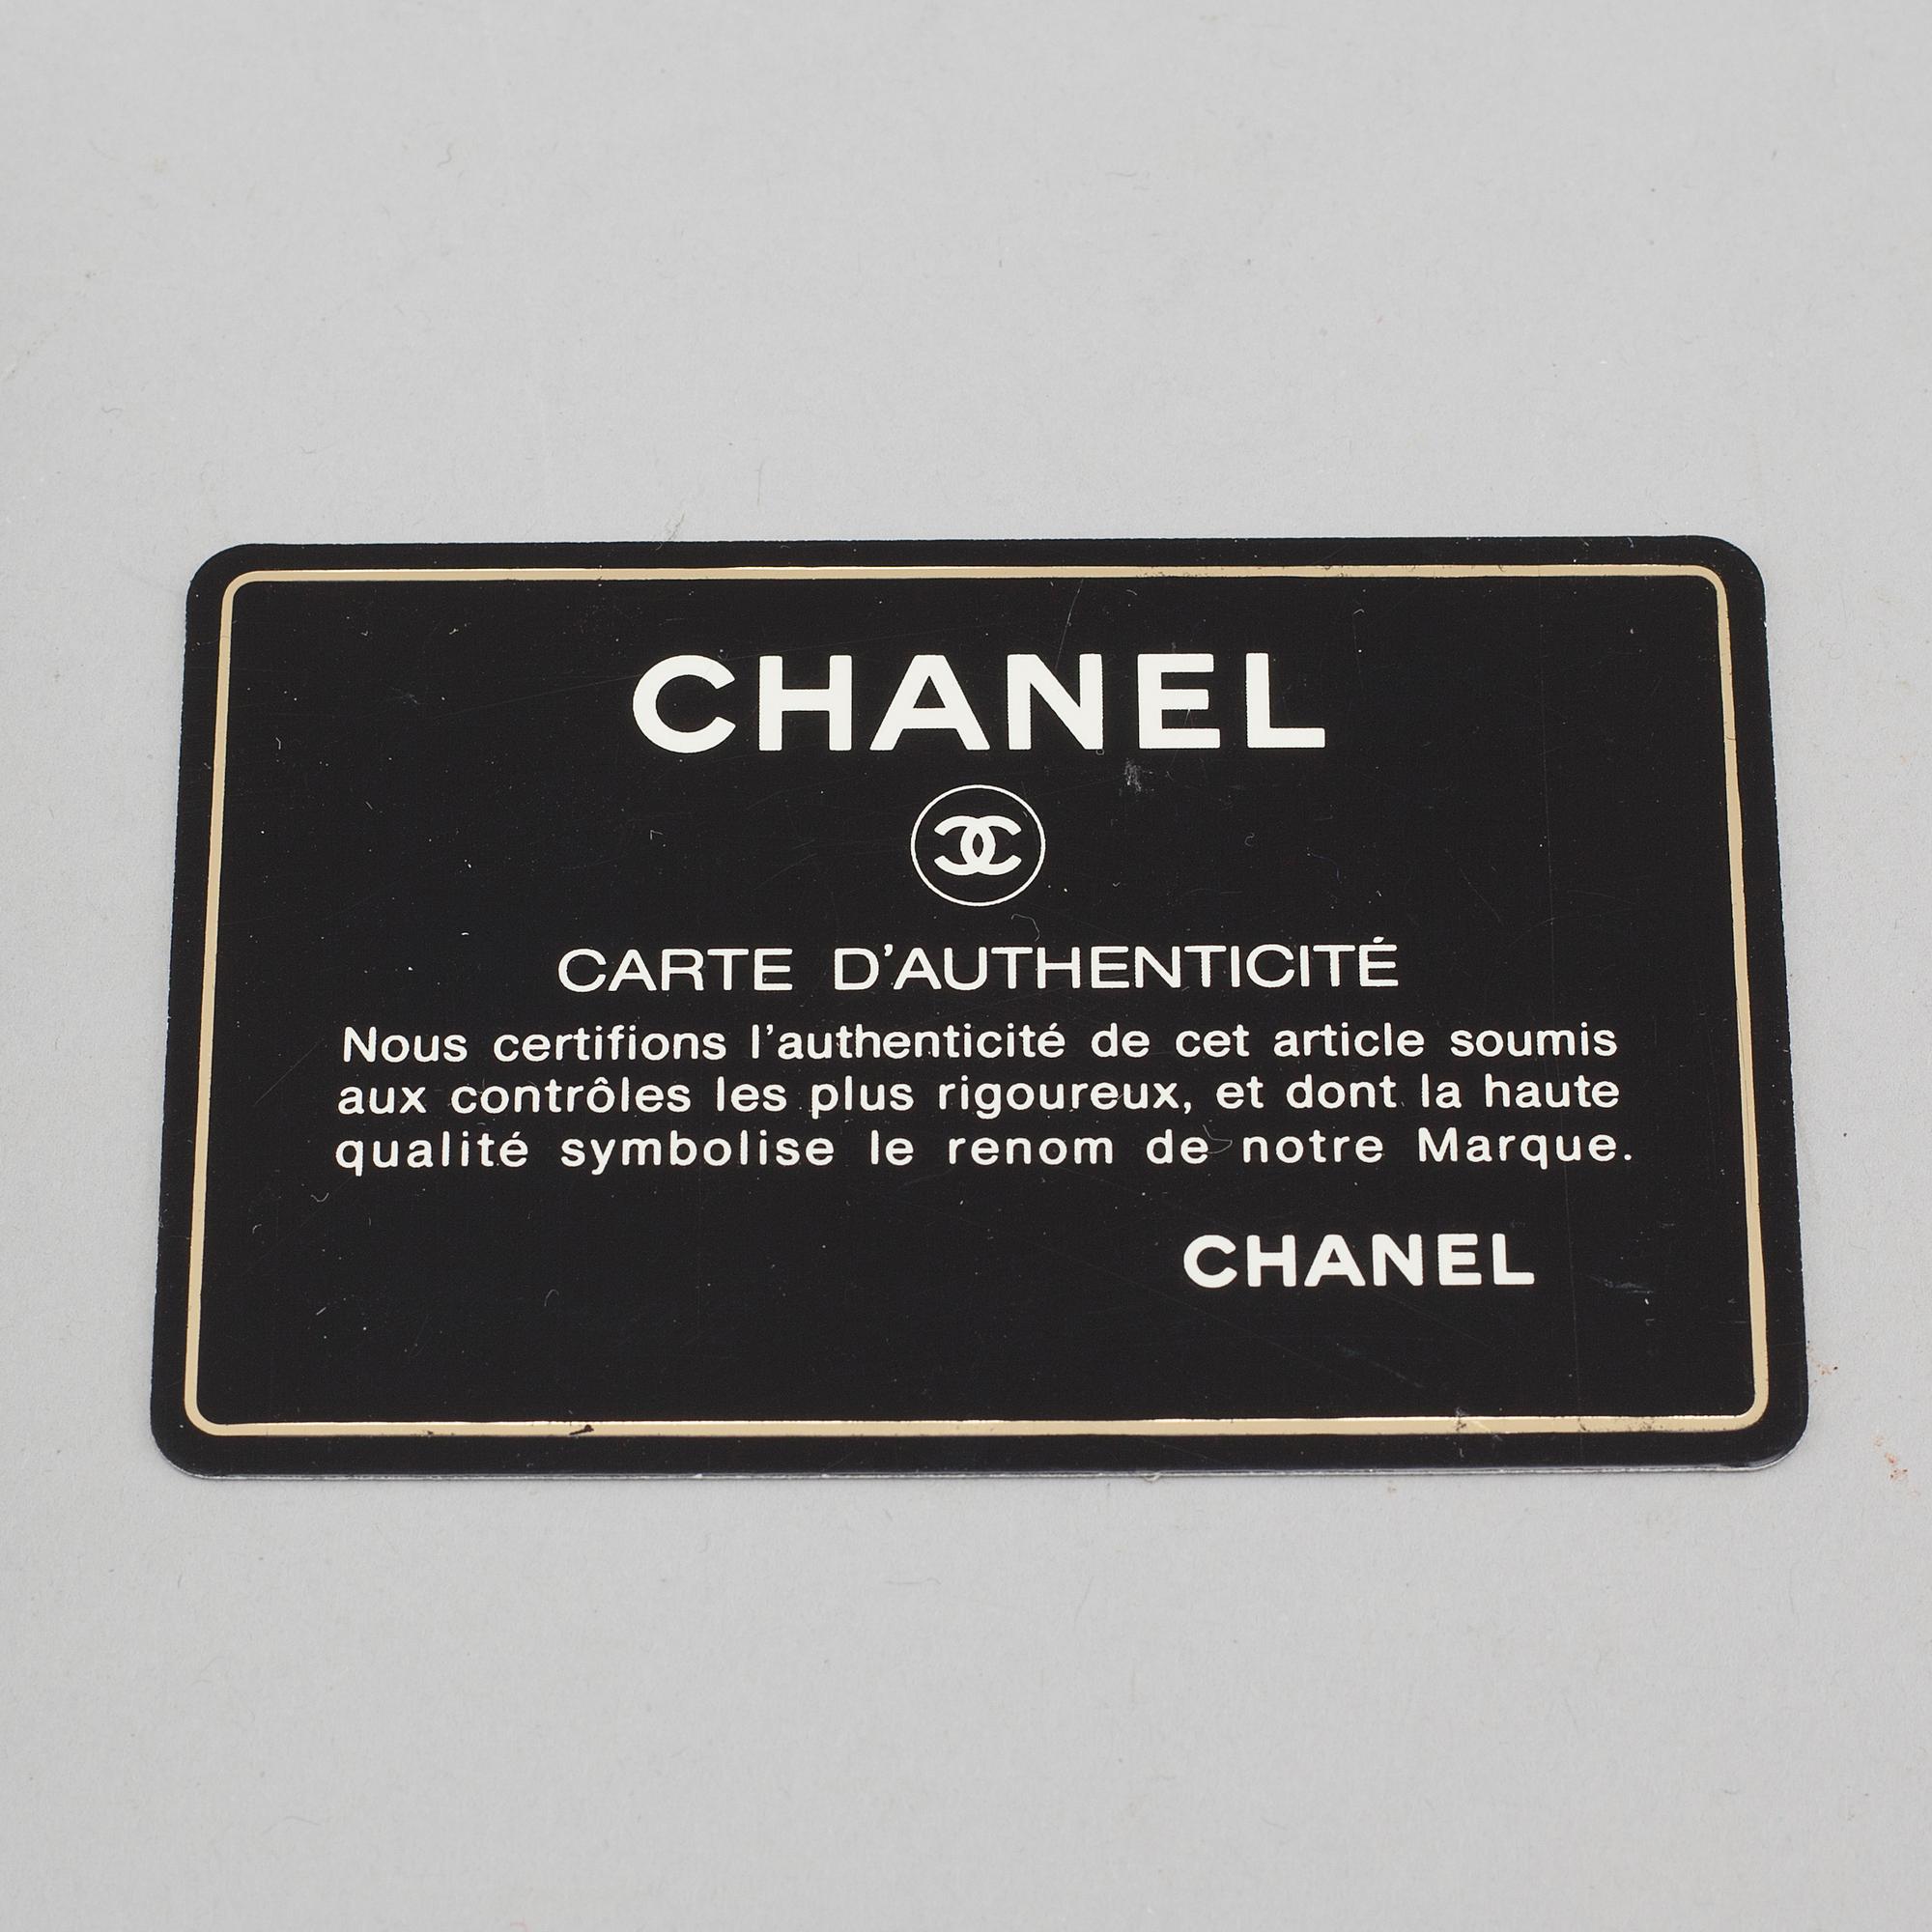 CHANEL
CARTE D'AUTHENTICITÉ
Nous certifions l'authenticité de cet article soumis
aux contrôles les plus rigoureux, et dont la haute
qualité symbolise le renom de notre Marque.
CHANEL